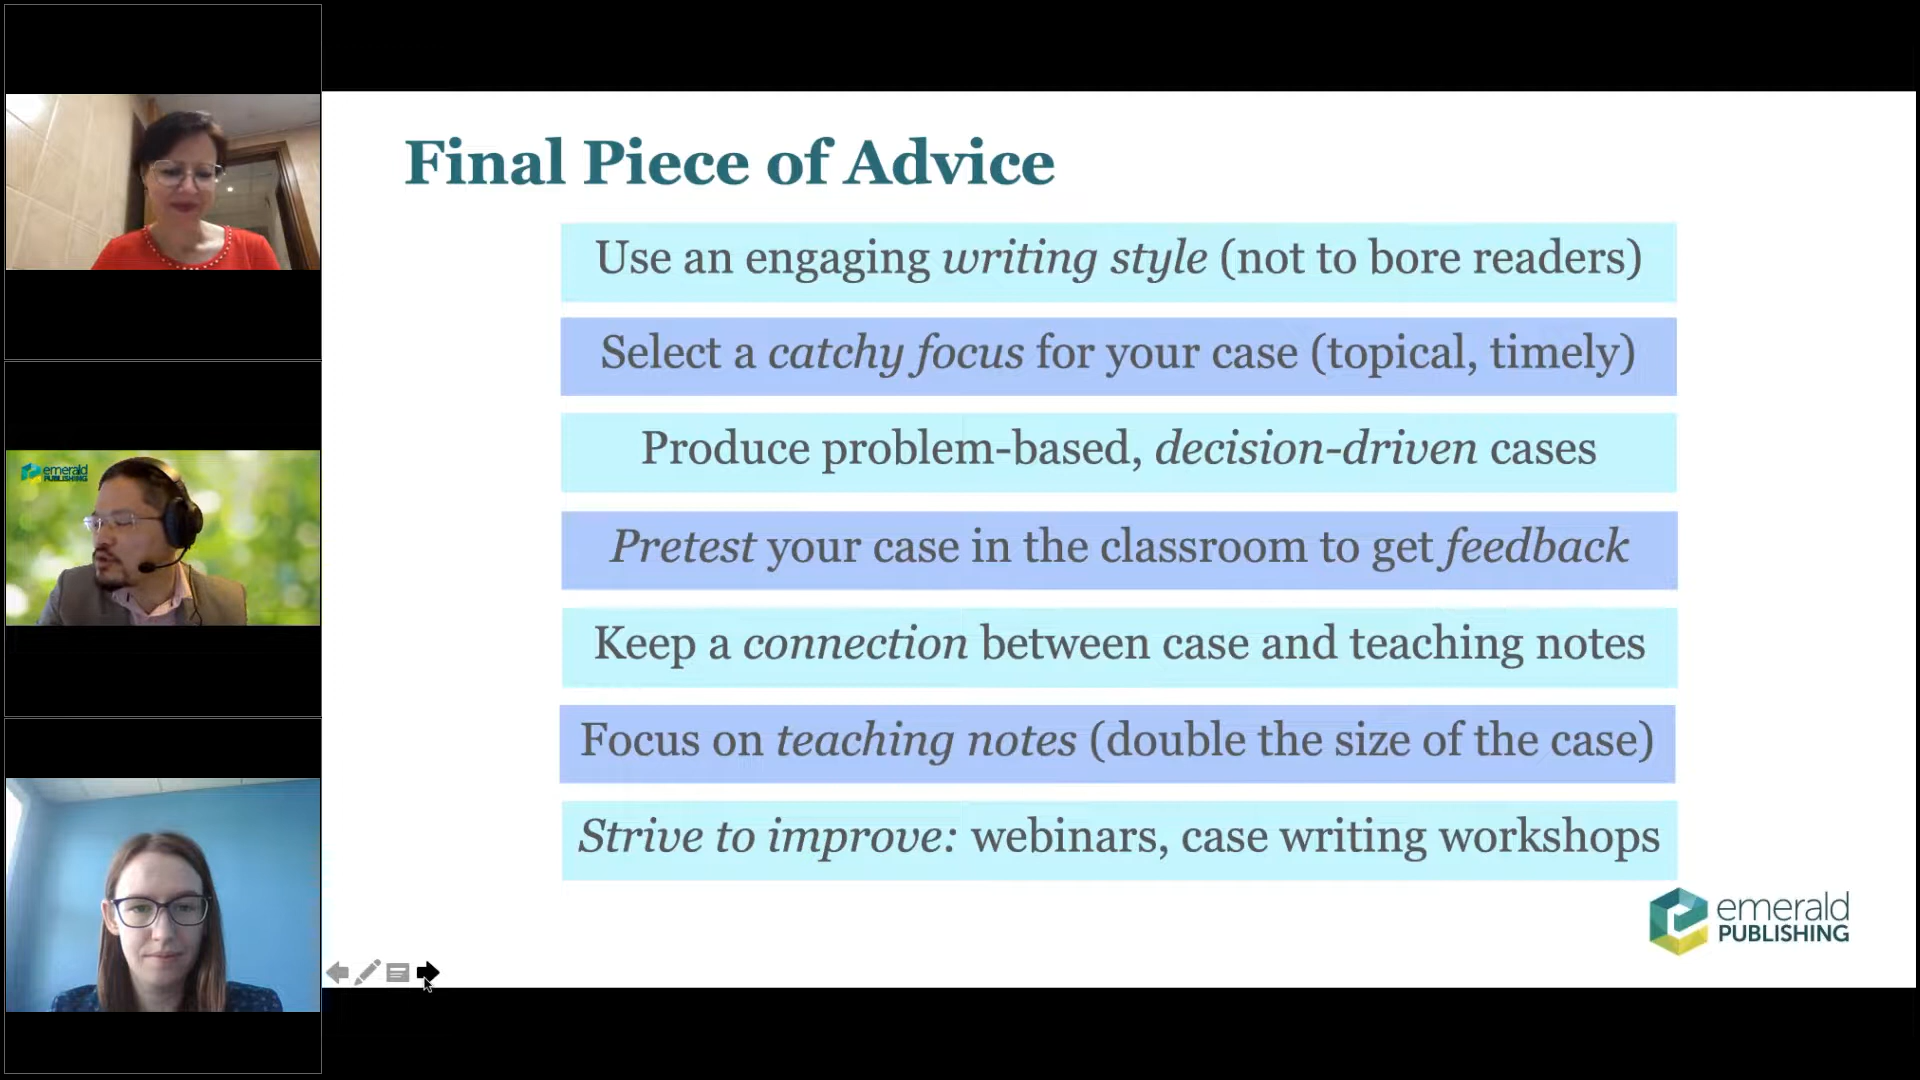 Final Piece of Advice
Use an engaging writing style (not to bore readers)
Select a catchy focus for your case (topical, timely)
Produce problem-based, decision-driven cases
Pretest your case in the classroom to get feedback
Keep a connection between case and teaching notes
Focus on teaching notes (double the size of the case)
Strive to improve: webinars, case writing workshops
emerald
PUBLISHING
emerald
PUBLISHING